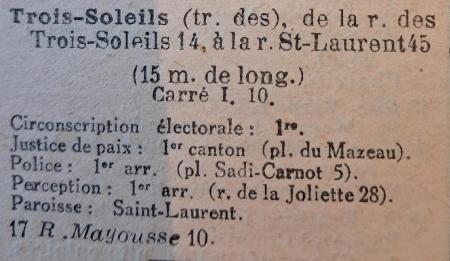 Trois-Soleils (tr. des), de la r. des
Trois-Soleils 14, à la r. St-Laurent 45
(15 m. de long.)
Carré I. 10.
Circonscription électorale : 1re.
Justice de paix : 1er canton (pl. du Mazeau).
Police : 1er arr. (pl. Sadi-Carnot 5).
Perception : 1er arr. (r. de la Joliette 28).
Paroisse : Saint-Laurent.
17 R. Mayousse 10.